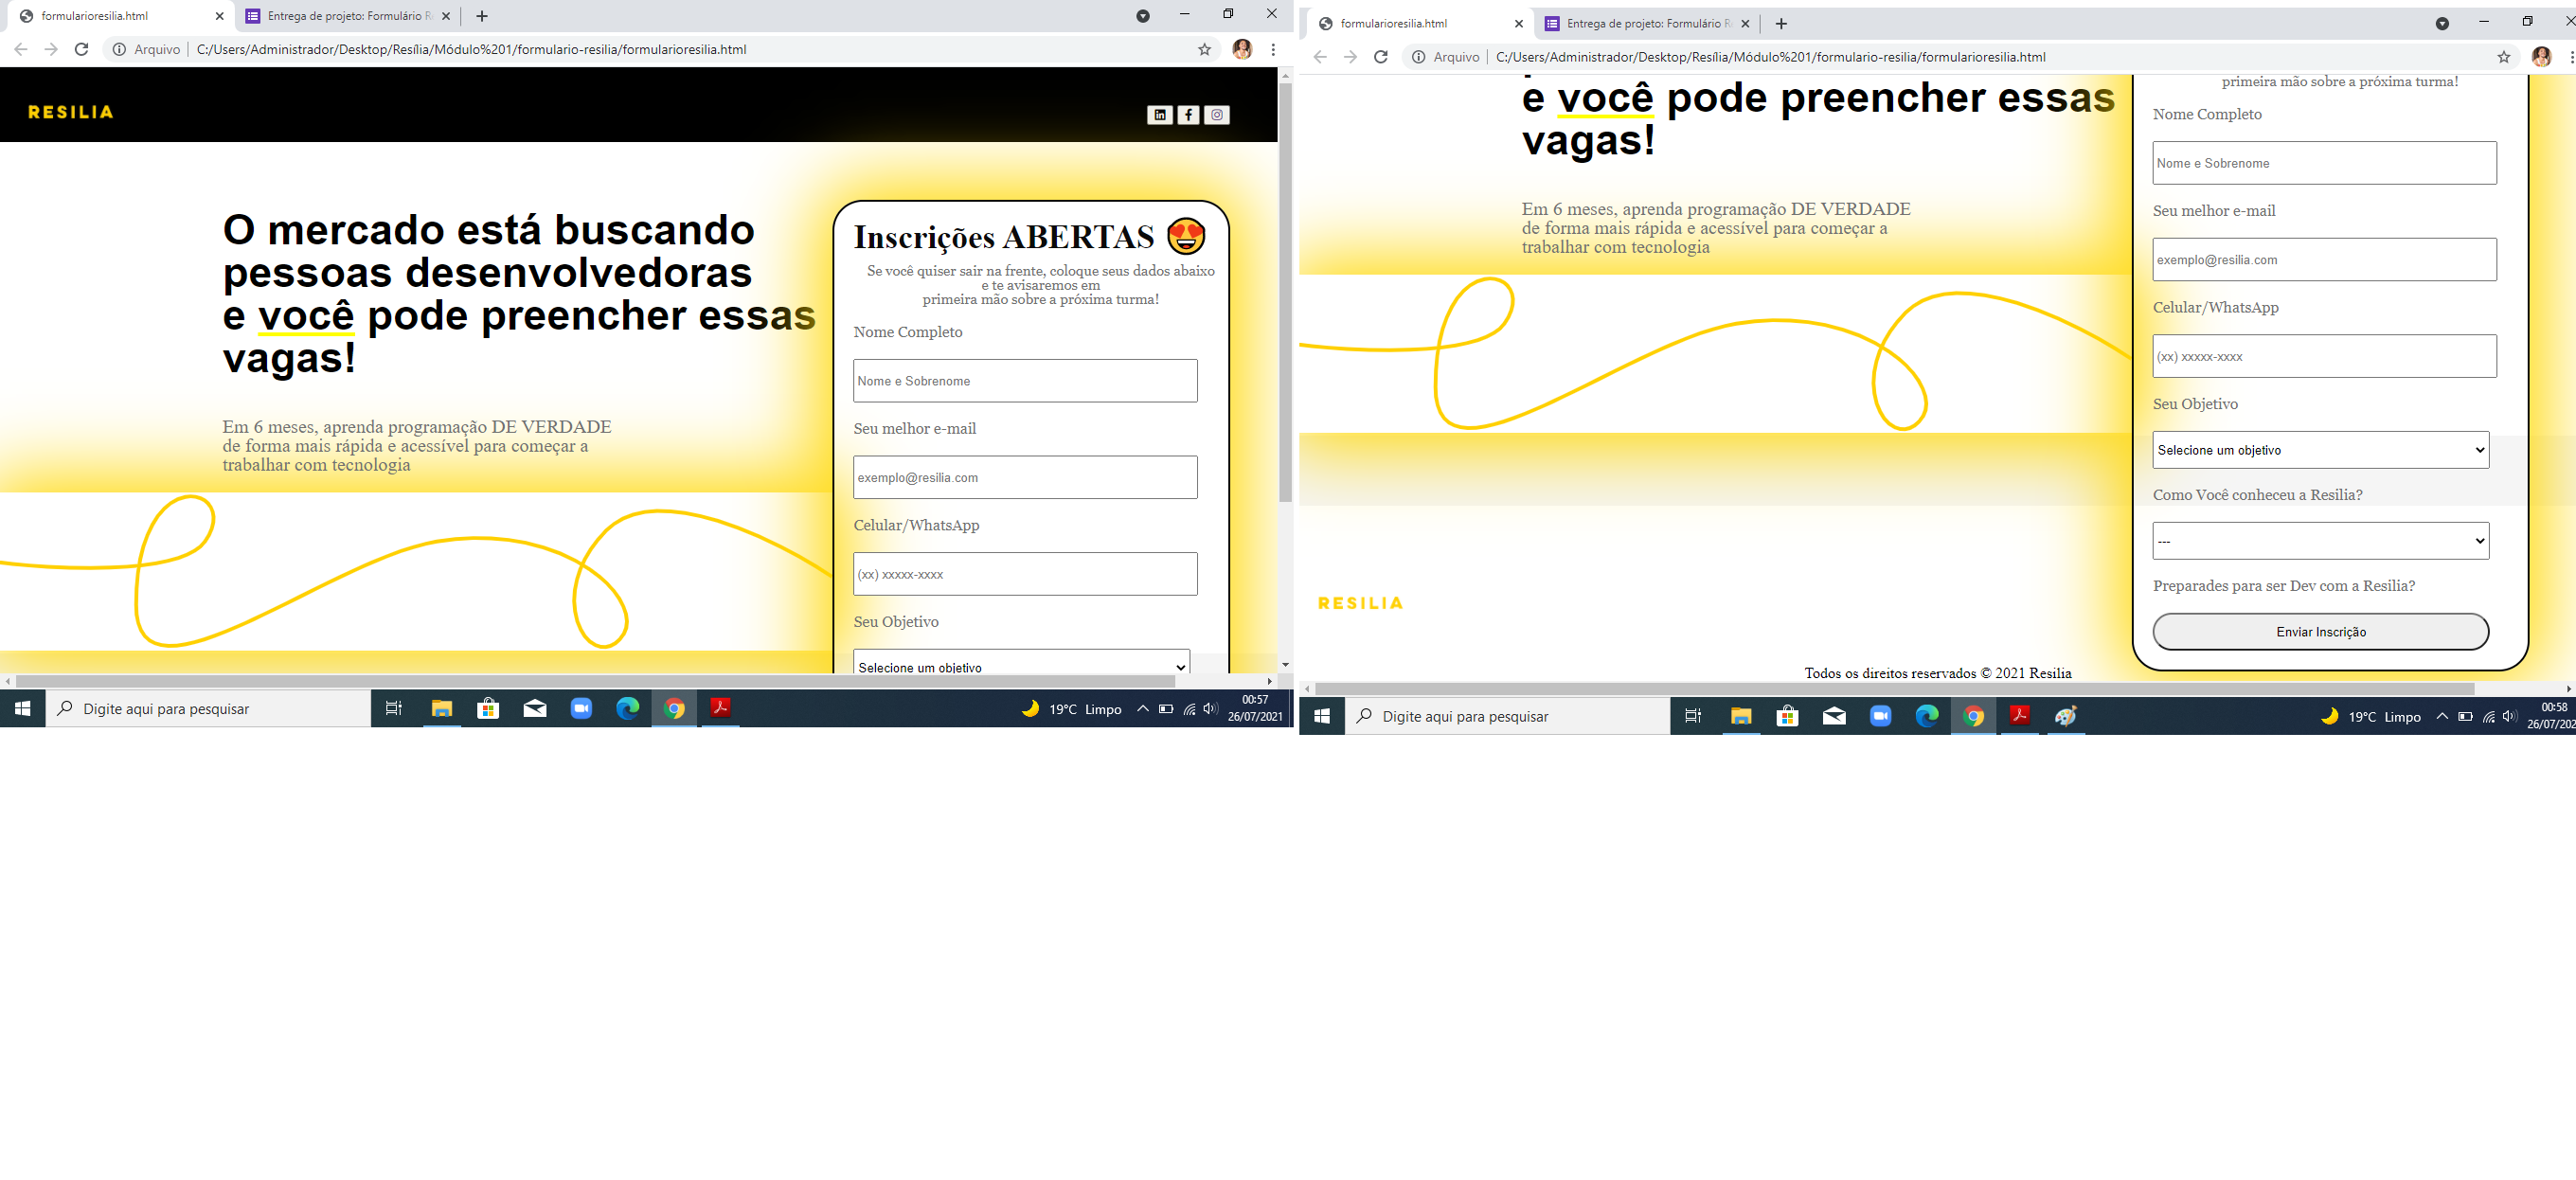 formularioresilia.html
Entrega de projeto: Formulário R
Arquivo
C:/Users/Administrador/Desktop/Resília/Módulo%201/formulario-resilia/formularioresilia.html
RESILIA
O mercado está buscando
pessoas desenvolvedoras
e você pode preencher essas
vagas!
Em 6 meses, aprenda programação DE VERDADE
de forma mais rápida e acessível para começar a
trabalhar com tecnologia
Inscrições ABERTAS
Se você quiser sair na frente, coloque seus dados abaixo
e te avisaremos em
primeira mão sobre a próxima turma!
Nome Completo
Nome e Sobrenome
Seu melhor e-mail
exemplo@resilia.com
Celular/WhatsApp
(xx) xxxxx-xxxx
Seu Objetivo
Selecione um objetivo
Digite aqui para pesquisar
19°C Limpo
00:57
26/07/2021
formularioresilia.html
Entrega de projeto: Formulário R
Arquivo
C:/Users/Administrador/Desktop/Resília/Módulo%201/formulario-resilia/formularioresilia.html
e você pode preencher essas
vagas!
Em 6 meses, aprenda programação DE VERDADE
de forma mais rápida e acessível para começar a
trabalhar com tecnologia
primeira mão sobre a próxima turma!
Nome Completo
Nome e Sobrenome
Seu melhor e-mail
exemplo@resilia.com
Celular/WhatsApp
(xx) xxxxx-xxxx
Seu Objetivo
Selecione um objetivo
Como Você conheceu a Resilia?
---
Preparades para ser Dev com a Resilia?
Enviar Inscrição
RESILIA
Todos os direitos reservados © 2021 Resilia
Digite aqui para pesquisar
19°C Limpo
00:58
26/07/202